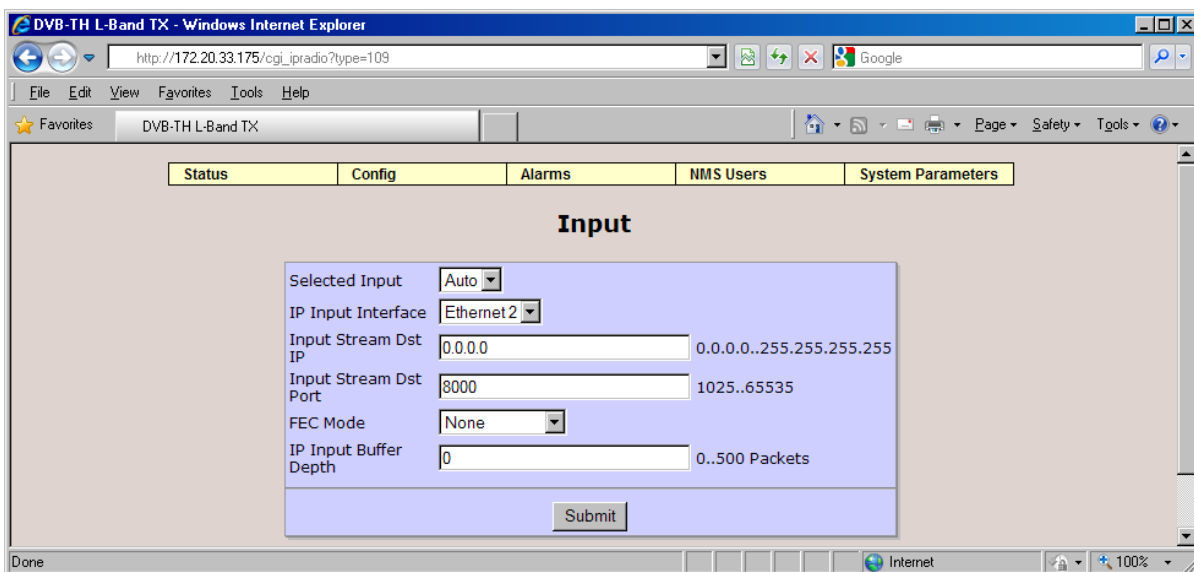 DVB-TH L-Band TX - Windows Internet Explorer
http://172.20.33.175/cgi_ipradio?type=109
Google
File Edit View Favorites Tools Help
Favorites DVB-TH L-Band TX Page Safety Tools
Status Config Alarms NMS Users System Parameters
Input
Selected Input Auto
IP Input Interface Ethernet 2
Input Stream Dst IP 0.0.0.0 0.0.0.0..255.255.255.255
Input Stream Dst Port 8000 1025..65535
FEC Mode None
IP Input Buffer Depth 0 0..500 Packets
Submit
Done Internet 100%